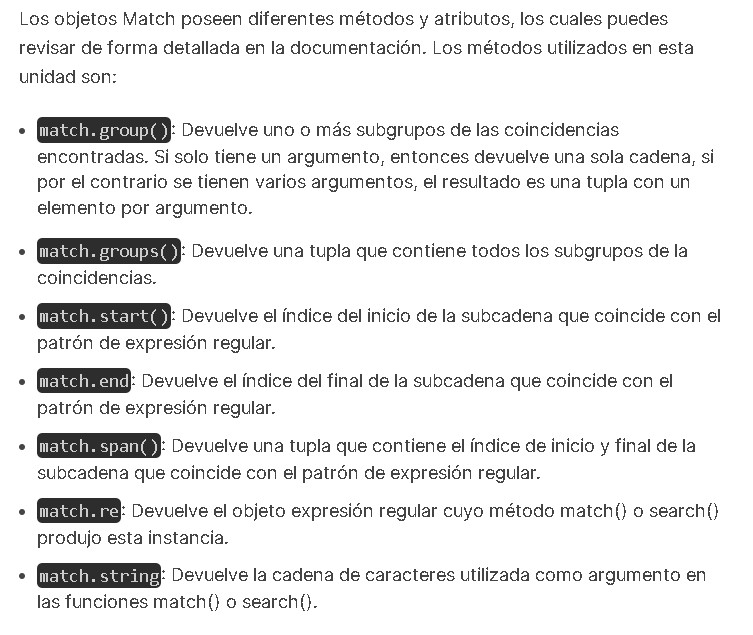 Los objetos Match poseen diferentes métodos y atributos, los cuales puedes
revisar de forma detallada en la documentación. Los métodos utilizados en esta
unidad son:
• match.group(): Devuelve uno o más subgrupos de las coincidencias
encontradas. Si solo tiene un argumento, entonces devuelve una sola cadena, si
por el contrario se tienen varios argumentos, el resultado es una tupla con un
elemento por argumento.
• match.groups(): Devuelve una tupla que contiene todos los subgrupos de la
coincidencias.
• match.start(): Devuelve el índice del inicio de la subcadena que coincide con el
patrón de expresión regular.
• match.end: Devuelve el índice del final de la subcadena que coincide con el
patrón de expresión regular.
• match.span(): Devuelve una tupla que contiene el índice de inicio y final de la
subcadena que coincide con el patrón de expresión regular.
• match.re: Devuelve el objeto expresión regular cuyo método match() o search()
produjo esta instancia.
• match.string: Devuelve la cadena de caracteres utilizada como argumento en
las funciones match() o search().